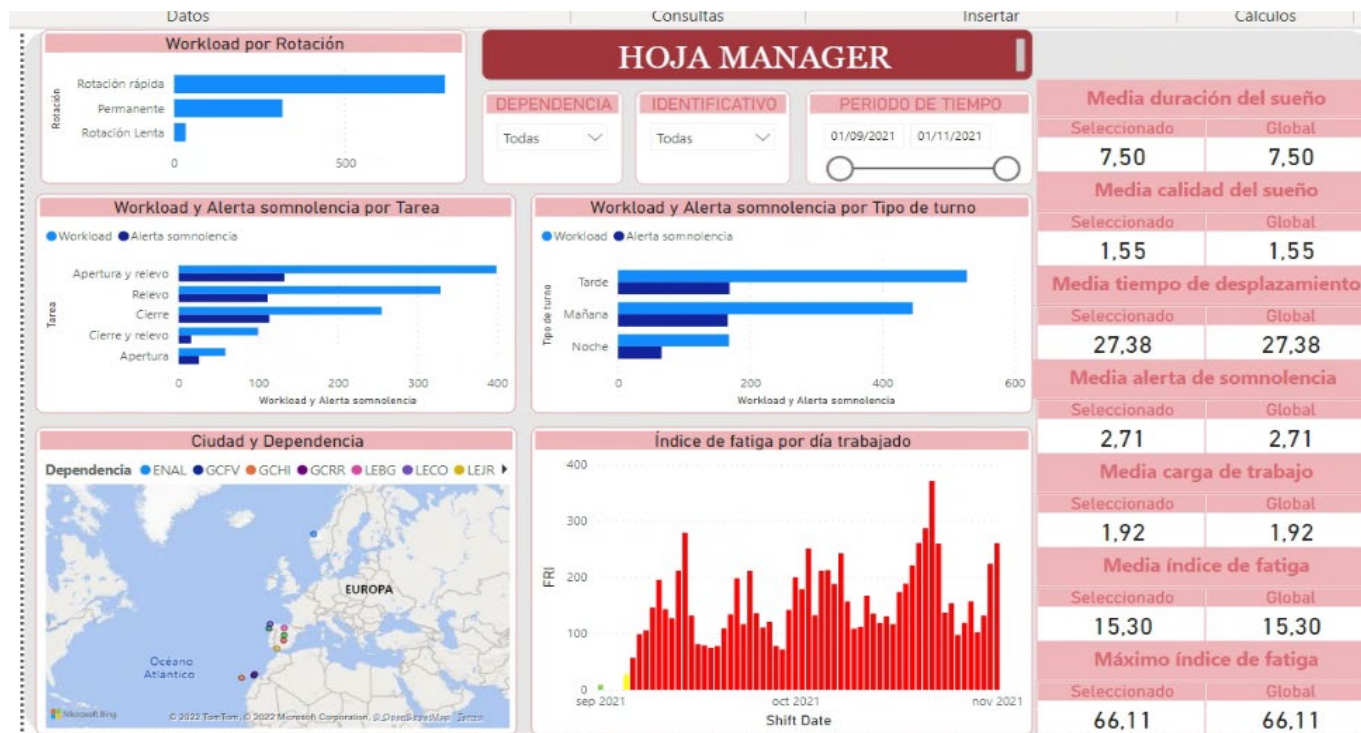 Datos Consultas Insertar Cálculos
Workload por Rotación
Rotación
Rotación rápida
Permanente
Rotación Lenta
0 500
HOJA MANAGER
DEPENDENCIA IDENTIFICATIVO PERIODO DE TIEMPO
Todas Todas 01/09/2021 01/11/2021
Workload y Alerta somnolencia por Tarea
Workload Alerta somnolencia
Tarea
Apertura y relevo
Relevo
Cierre
Cierre y relevo
Apertura
0 100 200 300 400
Workload y Alerta somnolencia
Workload y Alerta somnolencia por Tipo de turno
Workload Alerta somnolencia
Tipo de turno
Tarde
Mañana
Noche
0 200 400 600
Workload y Alerta somnolencia
Ciudad y Dependencia
Dependencia ENAL GCFV GCHI GCRR LEBG LECO LEJR
EUROPA
Océano
Atlántico
Microsoft Bing © 2022 TomTom, © 2022 Microsoft Corporation, © OpenStreetMap Terms
Índice de fatiga por día trabajado
FRI
400
300
200
100
0
sep 2021 oct 2021 nov 2021
Shift Date
Media duración del sueño
Seleccionado Global
7,50 7,50
Media calidad del sueño
Seleccionado Global
1,55 1,55
Media tiempo de desplazamiento
Seleccionado Global
27,38 27,38
Media alerta de somnolencia
Seleccionado Global
2,71 2,71
Media carga de trabajo
Seleccionado Global
1,92 1,92
Media índice de fatiga
Seleccionado Global
15,30 15,30
Máximo índice de fatiga
Seleccionado Global
66,11 66,11